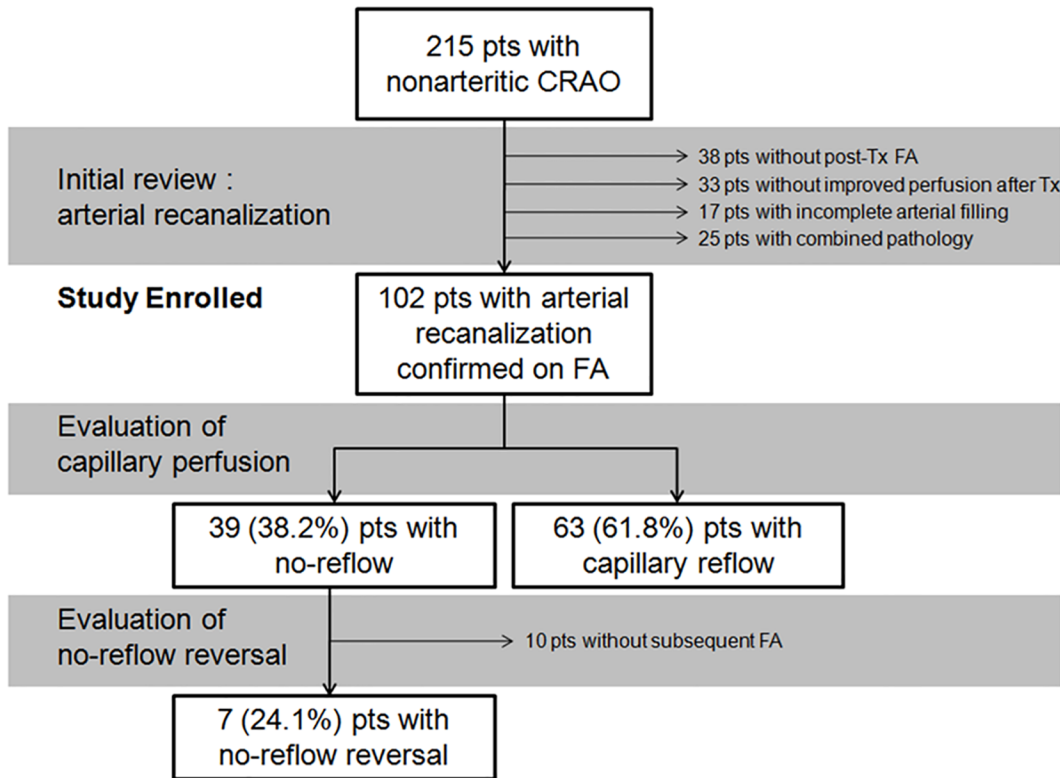 215 pts with
nonarteritic CRAO
Initial review :
arterial recanalization
38 pts without post-Tx FA
33 pts without improved perfusion after Tx
17 pts with incomplete arterial filling
25 pts with combined pathology
Study Enrolled
102 pts with arterial
recanalization
confirmed on FA
Evaluation of
capillary perfusion
39 (38.2%) pts with
no-reflow
63 (61.8%) pts with
capillary reflow
Evaluation of
no-reflow reversal
10 pts without subsequent FA
7 (24.1%) pts with
no-reflow reversal